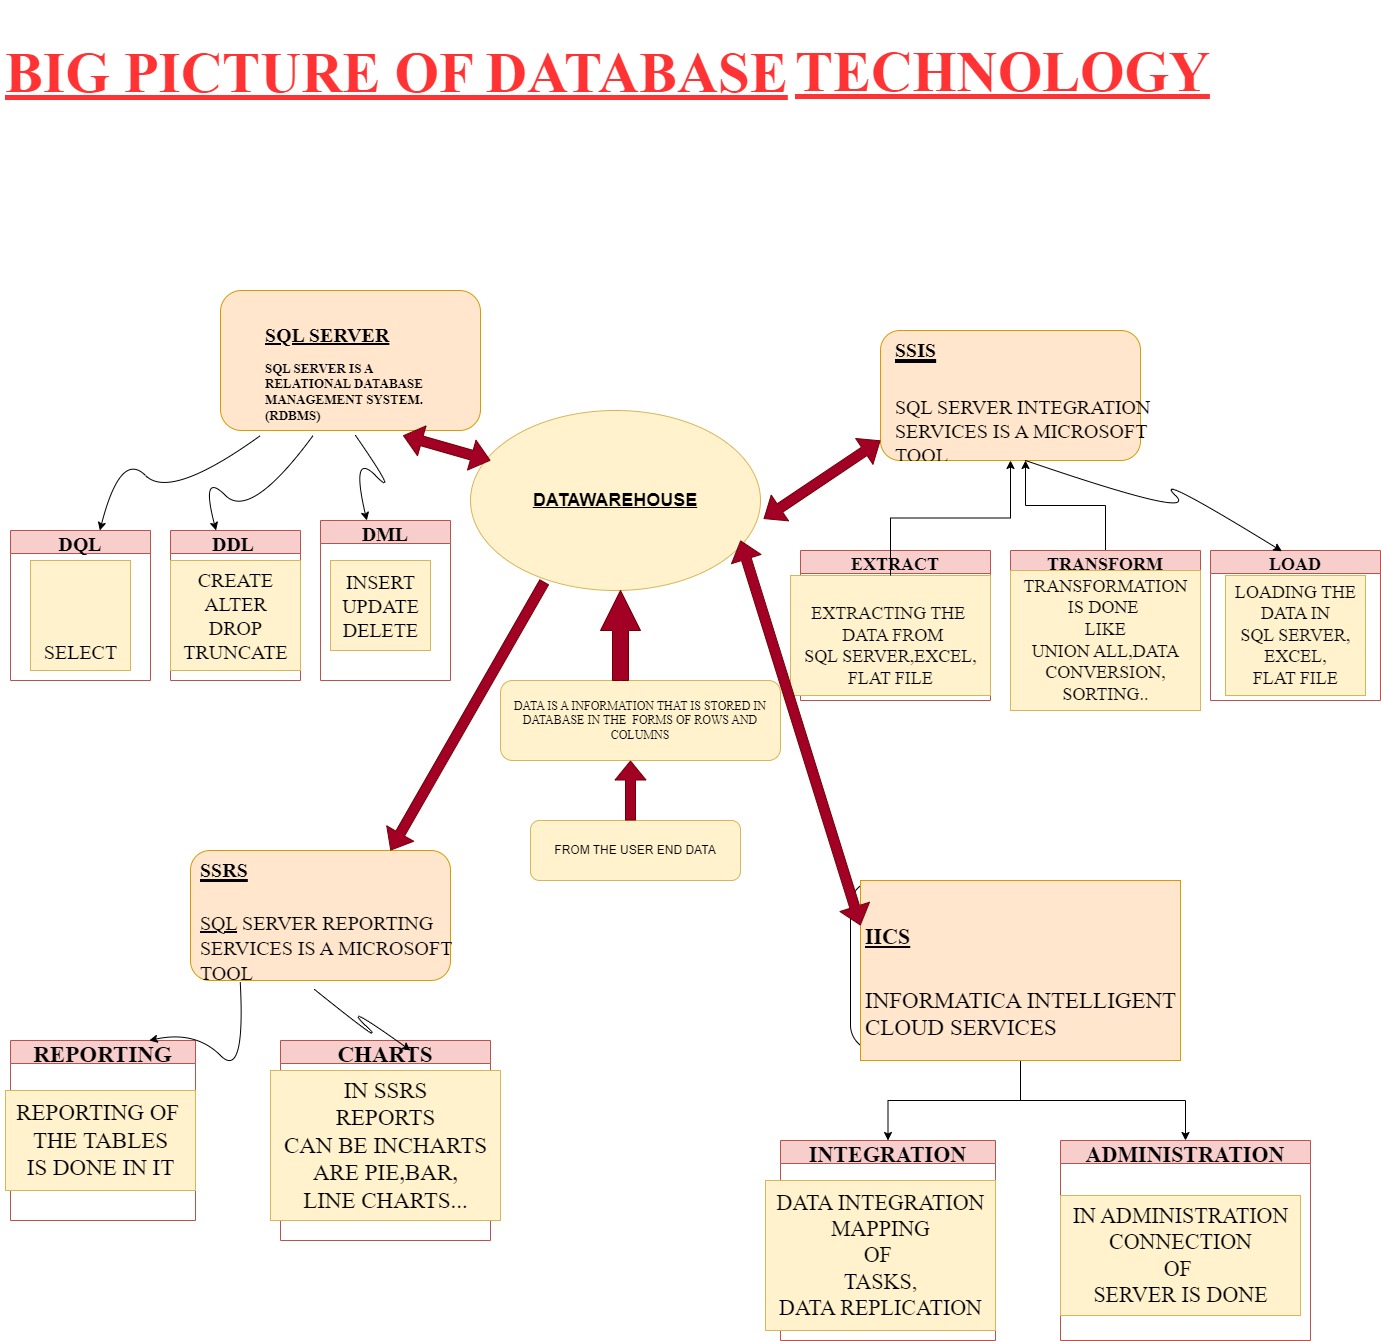 BIG PICTURE OF DATABASE TECHNOLOGY
SQL SERVER
SQL SERVER IS A
RELATIONAL DATABASE
MANAGEMENT SYSTEM.
(RDBMS)
SSIS
SQL SERVER INTEGRATION
SERVICES IS A MICROSOFT
TOOL
DATAWAREHOUSE
DQL
SELECT
DDL
CREATE
ALTER
DROP
TRUNCATE
DML
INSERT
UPDATE
DELETE
EXTRACT
EXTRACTING THE
DATA FROM
SQL SERVER,EXCEL,
FLAT FILE
TRANSFORM
TRANSFORMATION
IS DONE
LIKE
UNION ALL,DATA
CONVERSION,
SORTING..
LOAD
LOADING THE
DATA IN
SQL SERVER,
EXCEL,
FLAT FILE
DATA IS A INFORMATION THAT IS STORED IN
DATABASE IN THE FORMS OF ROWS AND
COLUMNS
FROM THE USER END DATA
SSRS
SQL SERVER REPORTING
SERVICES IS A MICROSOFT
TOOL
IICS
INFORMATICA INTELLIGENT
CLOUD SERVICES
REPORTING
REPORTING OF
THE TABLES
IS DONE IN IT
CHARTS
IN SSRS
REPORTS
CAN BE INCHARTS
ARE PIE,BAR,
LINE CHARTS...
INTEGRATION
DATA INTEGRATION
MAPPING
OF
TASKS,
DATA REPLICATION
ADMINISTRATION
IN ADMINISTRATION
CONNECTION
OF
SERVER IS DONE